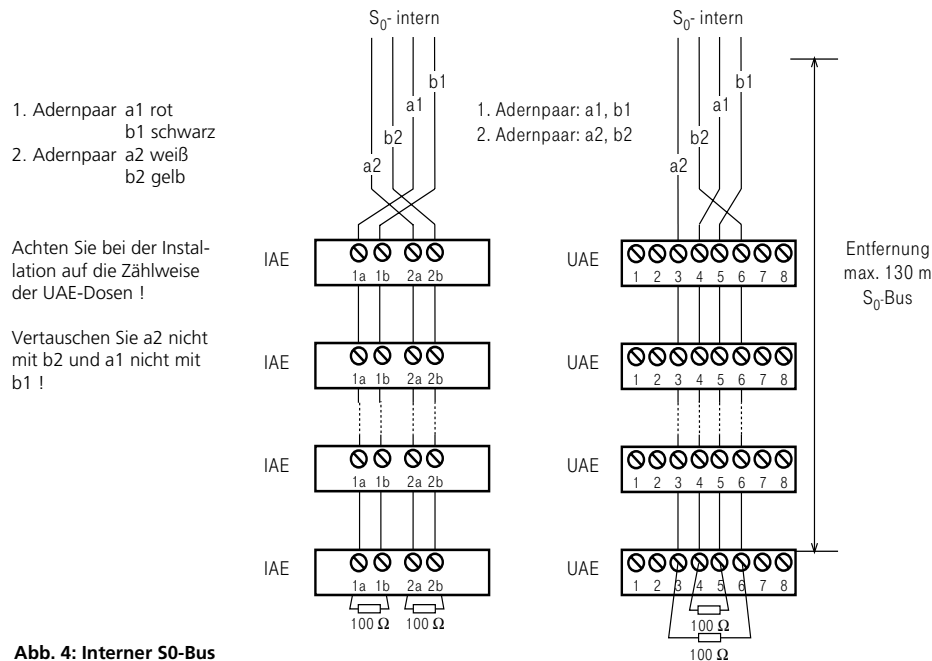 S0- intern
S0- intern
1. Adernpaar a1 rot
b1 schwarz
2. Adernpaar a2 weiß
b2 gelb
b1
a1
b2
a2
1. Adernpaar: a1, b1
2. Adernpaar: a2, b2
b1
a1
b2
a2
Achten Sie bei der Instal-
lation auf die Zählweise
der UAE-Dosen !
Vertauschen Sie a2 nicht
mit b2 und a1 nicht mit
b1 !
IAE
1a 1b 2a 2b
UAE
1 2 3 4 5 6 7 8
Entfernung
max. 130 m
S0-Bus
IAE
1a 1b 2a 2b
UAE
1 2 3 4 5 6 7 8
IAE
1a 1b 2a 2b
UAE
1 2 3 4 5 6 7 8
IAE
1a 1b 2a 2b
100 Ω 100 Ω
UAE
1 2 3 4 5 6 7 8
100 Ω
100 Ω
Abb. 4: Interner S0-Bus